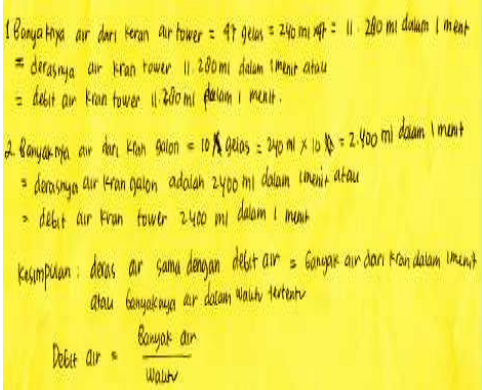 1 Banyaknya air dari keran air tower = 47 gelas = 240 ml x 47 = 11.280 ml dalam 1 menit
= derasnya air kran tower 11.280 ml dalam 1 menit atau
= debit air kran tower 11.280 ml dalam 1 menit.
2. Banyaknya air dari kran galon = 10 gelas = 240 ml x 10 = 2.400 ml dalam 1 menit
= derasnya air kran galon adalah 2400 ml dalam 1 menit atau
= debit air kran tower 2400 ml dalam 1 menit
Kesimpulan : deras air sama dengan debit air = banyak air dari kran dalam 1 menit
atau banyaknya air dalam waktu tertentu
Debit air = Banyak air
Waktu